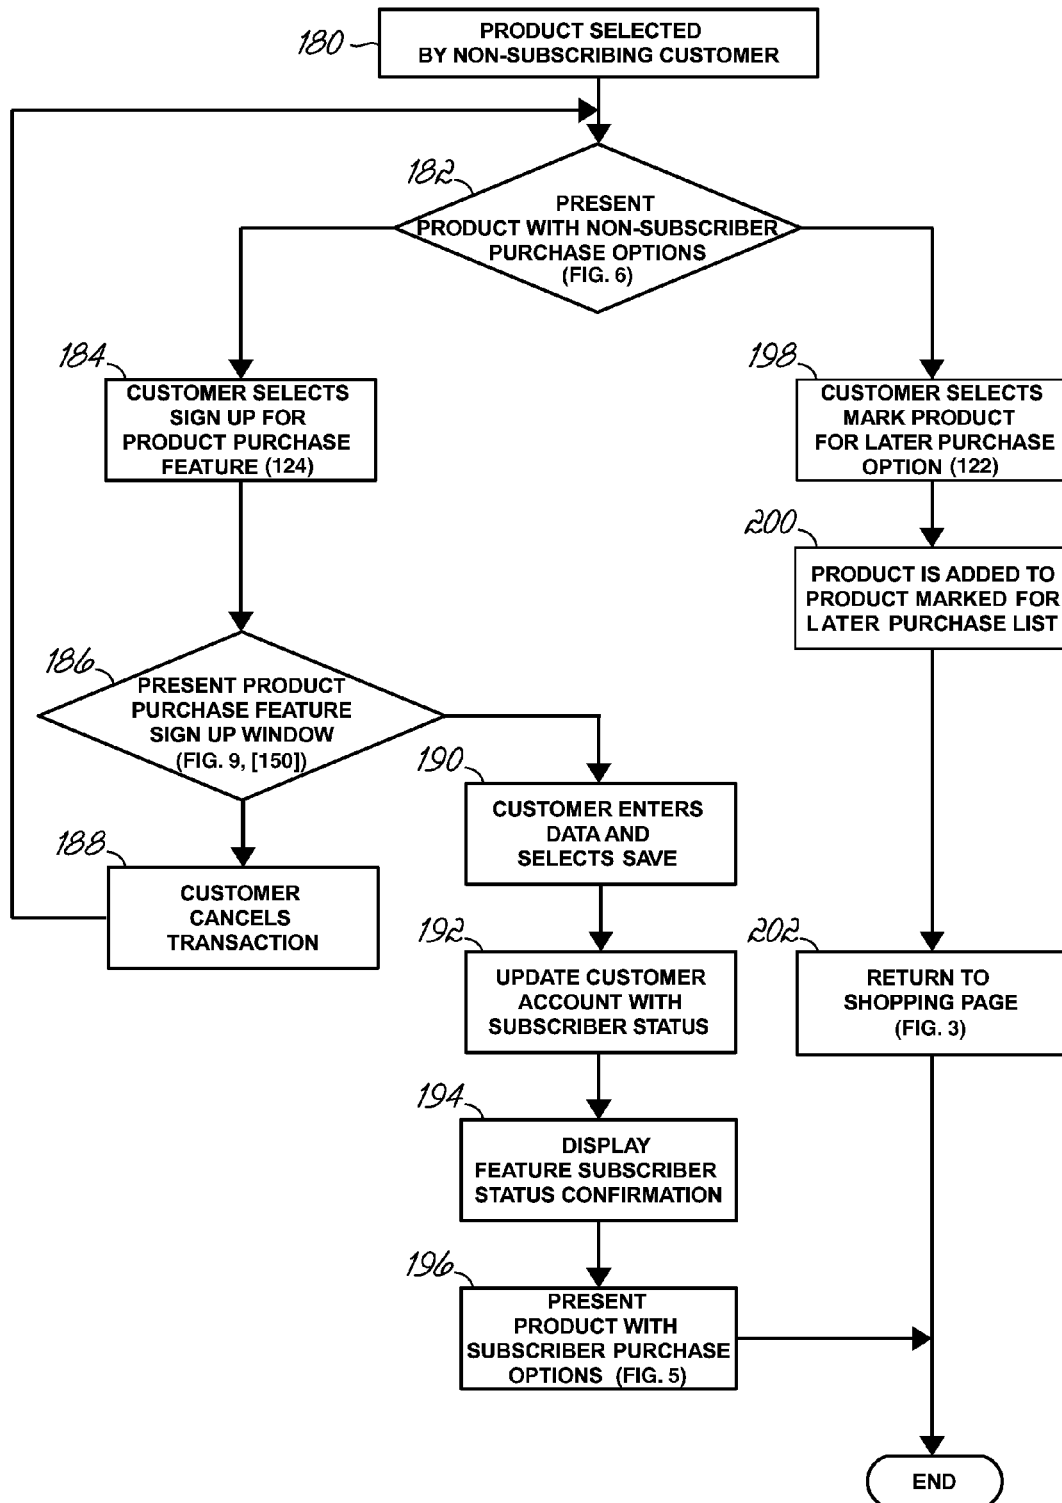 180
PRODUCT SELECTED
BY NON-SUBSCRIBING CUSTOMER
182
PRESENT
PRODUCT WITH NON-SUBSCRIBER
PURCHASE OPTIONS
(FIG. 6)
184
CUSTOMER SELECTS
SIGN UP FOR
PRODUCT PURCHASE
FEATURE (124)
198
CUSTOMER SELECTS
MARK PRODUCT
FOR LATER PURCHASE
OPTION (122)
200
PRODUCT IS ADDED TO
PRODUCT MARKED FOR
LATER PURCHASE LIST
186
PRESENT PRODUCT
PURCHASE FEATURE
SIGN UP WINDOW
(FIG. 9, [150])
188
CUSTOMER
CANCELS
TRANSACTION
190
CUSTOMER ENTERS
DATA AND
SELECTS SAVE
192
UPDATE CUSTOMER
ACCOUNT WITH
SUBSCRIBER STATUS
202
RETURN TO
SHOPPING PAGE
(FIG. 3)
194
DISPLAY
FEATURE SUBSCRIBER
STATUS CONFIRMATION
196
PRESENT
PRODUCT WITH
SUBSCRIBER PURCHASE
OPTIONS (FIG. 5)
END